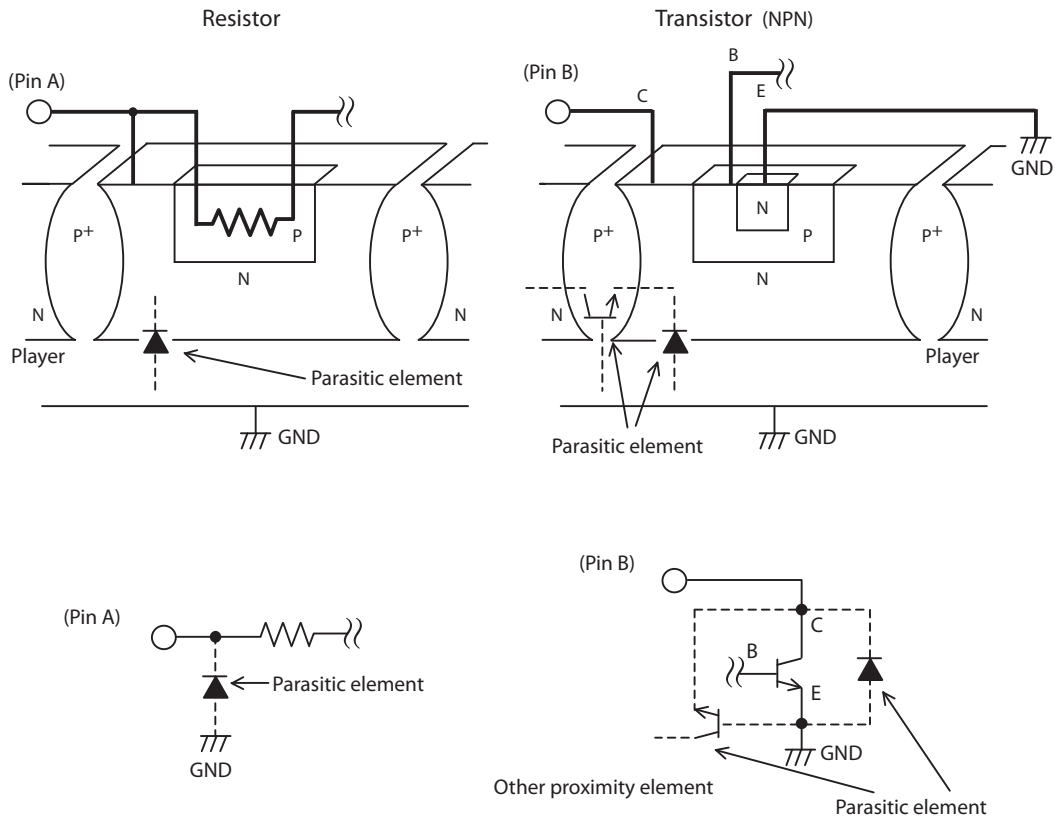 Resistor
Transistor (NPN)
(Pin A)
(Pin B)
C
B
E
GND
P+
P
P+
N
N
N
Player
Parasitic element
GND
P+
N
P
P+
N
N
N
Player
Parasitic element
GND
(Pin A)
Parasitic element
GND
(Pin B)
C
B
E
GND
Other proximity element
Parasitic element